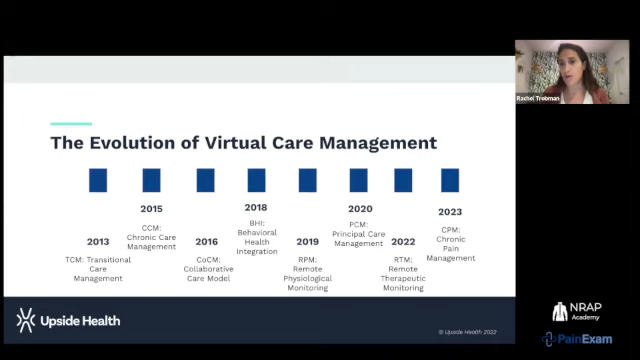 Rachel Trobman
The Evolution of Virtual Care Management
2013
TCM: Transitional
Care
Management
2015
CCM:
Chronic Care
Management
2016
CoCM:
Collaborative
Care Model
2018
BHI:
Behavioral
Health
Integration
2019
RPM: Remote
Physiological
Monitoring
2020
PCM:
Principal Care
Management
2022
RTM: Remote
Therapeutic
Monitoring
2023
CPM:
Chronic
Pain
Management
Upside Health
© Upside Health 2022
NRAP
Academy
PainExam